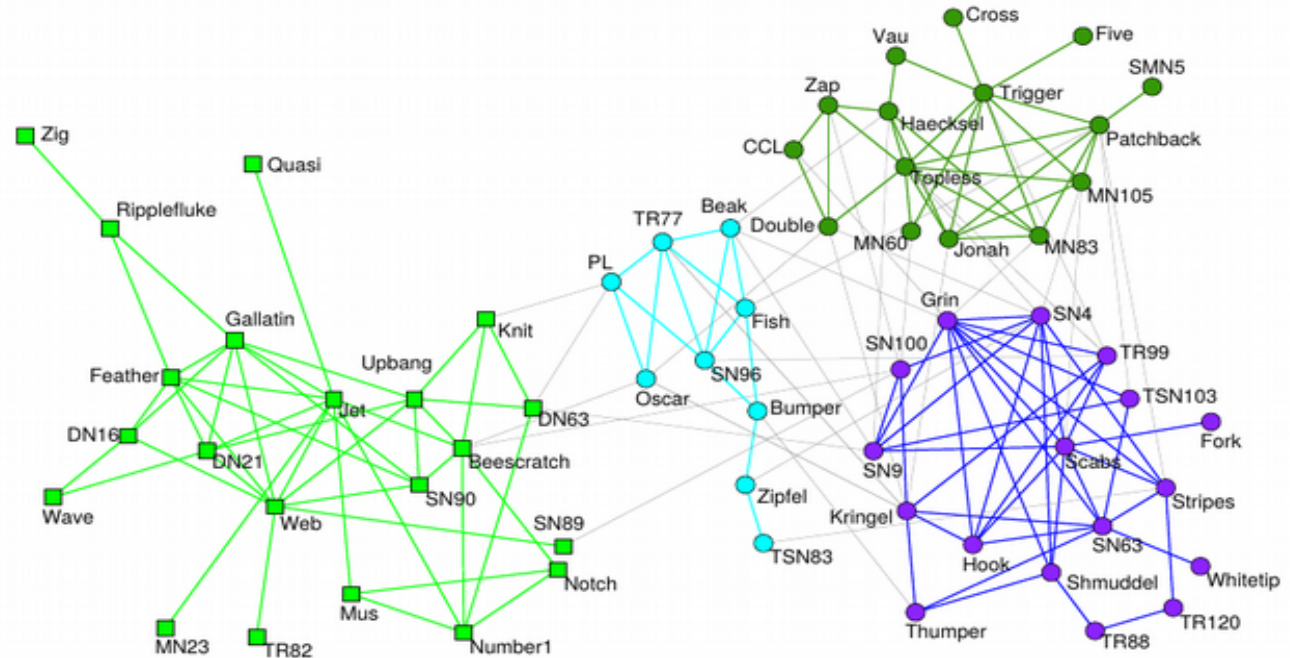 Cross
Five
Vau
SMN5
Zap
Trigger
Haecksel
Patchback
Zig
CCL
Quasi
Topless
MN105
Ripplefluke
Beak
TR77
Double
MN60
Jonah
MN83
PL
Grin
SN4
Gallatin
Knit
Fish
SN100
TR99
Upbang
Feather
SN96
TSN103
Oscar
Jet
Bumper
DN63
Fork
DN16
DN21
Beescratch
SN9
Scabs
SN90
Zipfel
Stripes
Wave
Web
SN89
Kringel
SN63
TSN83
Hook
Notch
Shmuddel
Whitetip
Mus
Thumper
TR120
MN23
TR82
Number1
TR88